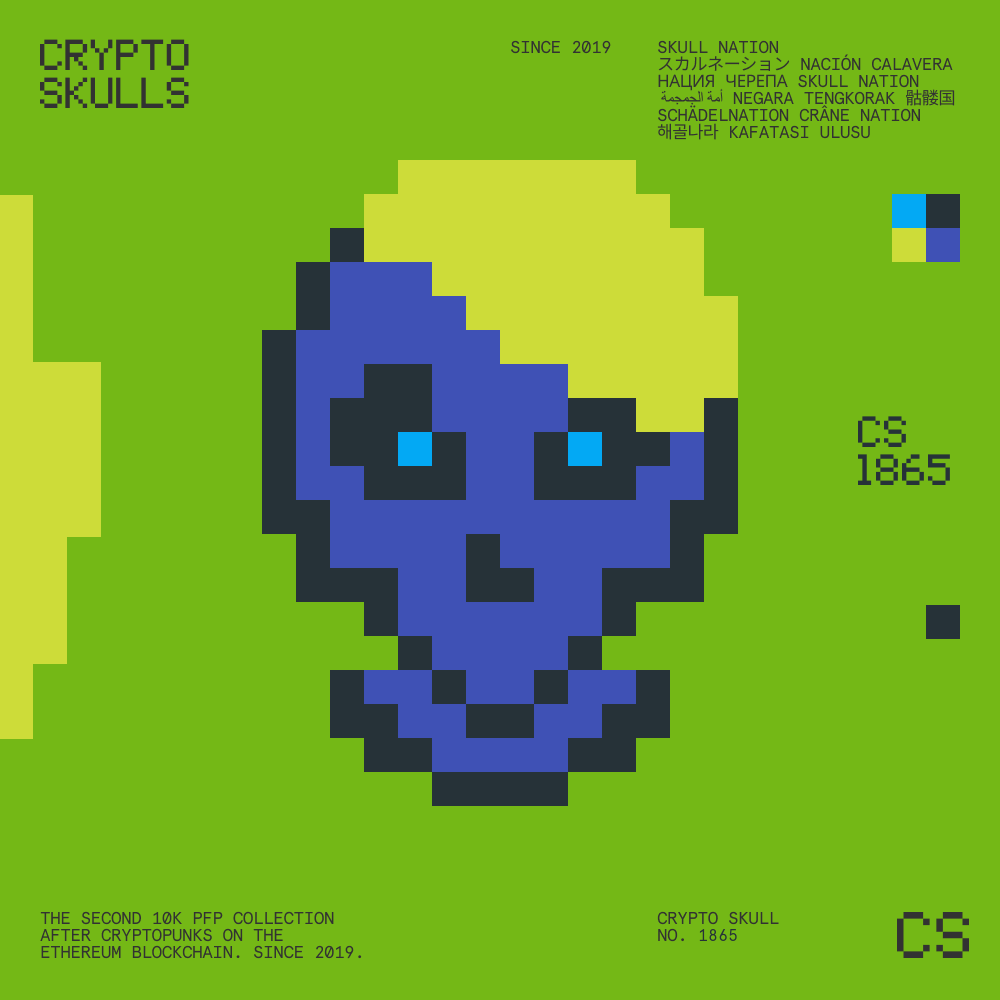 CRYPTO
SKULLS
SINCE 2019
SKULL NATION
スカルネーション NACIÓN CALAVERA
НАЦИЯ ЧЕРЕПА SKULL NATION
أمة الجمجمة NEGARA TENGKORAK 骷髅国
SCHÄDELNATION CRÂNE NATION
해골나라 KAFATASI ULUSU
CS
1865
THE SECOND 10K PFP COLLECTION
AFTER CRYPTOPUNKS ON THE
ETHEREUM BLOCKCHAIN. SINCE 2019.
CRYPTO SKULL
NO. 1865
CS